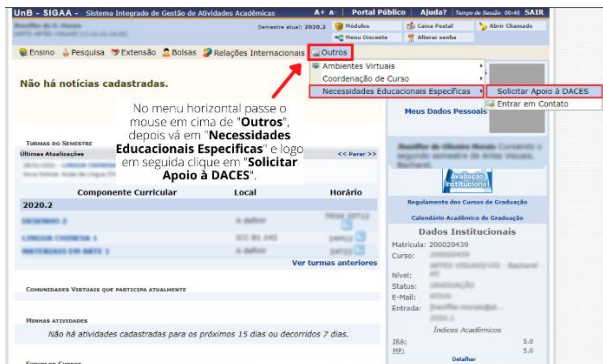 UnB - SIGAA - Sistema Integrado de Gestão de Atividades Acadêmicas
A+ A- Portal Público Ajuda? Tempo de Sessão: 00:40 SAIR
Semestre atual: 2020.2
Módulos Caixa Postal Abrir Chamado
Menu Discente Alterar senha
Ensino Pesquisa Extensão Bolsas Relações Internacionais Outros
Ambientes Virtuais
Coordenação de Curso
Necessidades Educacionais Específicas
Solicitar Apoio à DACES
Entrar em Contato
Não há notícias cadastradas.
No menu horizontal passe o
mouse em cima de "Outros",
depois vá em "Necessidades
Educacionais Especificas" e logo
em seguida clique em "Solicitar
Apoio à DACES".
Meus Dados Pessoais
Turmas do Semestre
Últimas Atualizações
<< Parar >>
Componente Curricular Local Horário
2020.2
Ver turmas anteriores
Comunidades Virtuais que participa atualmente
Minhas atividades
Não há atividades cadastradas para os próximos 15 dias ou decorridos 7 dias.
Avaliação
Institucional
Regulamento dos Cursos de Graduação
Calendário Acadêmico de Graduação
Dados Institucionais
Matrícula: 200020439
Curso:
Nível:
Status:
E-Mail:
Entrada:
Índices Acadêmicos
IRA: 5.0
MP: 5.0
Detalhar